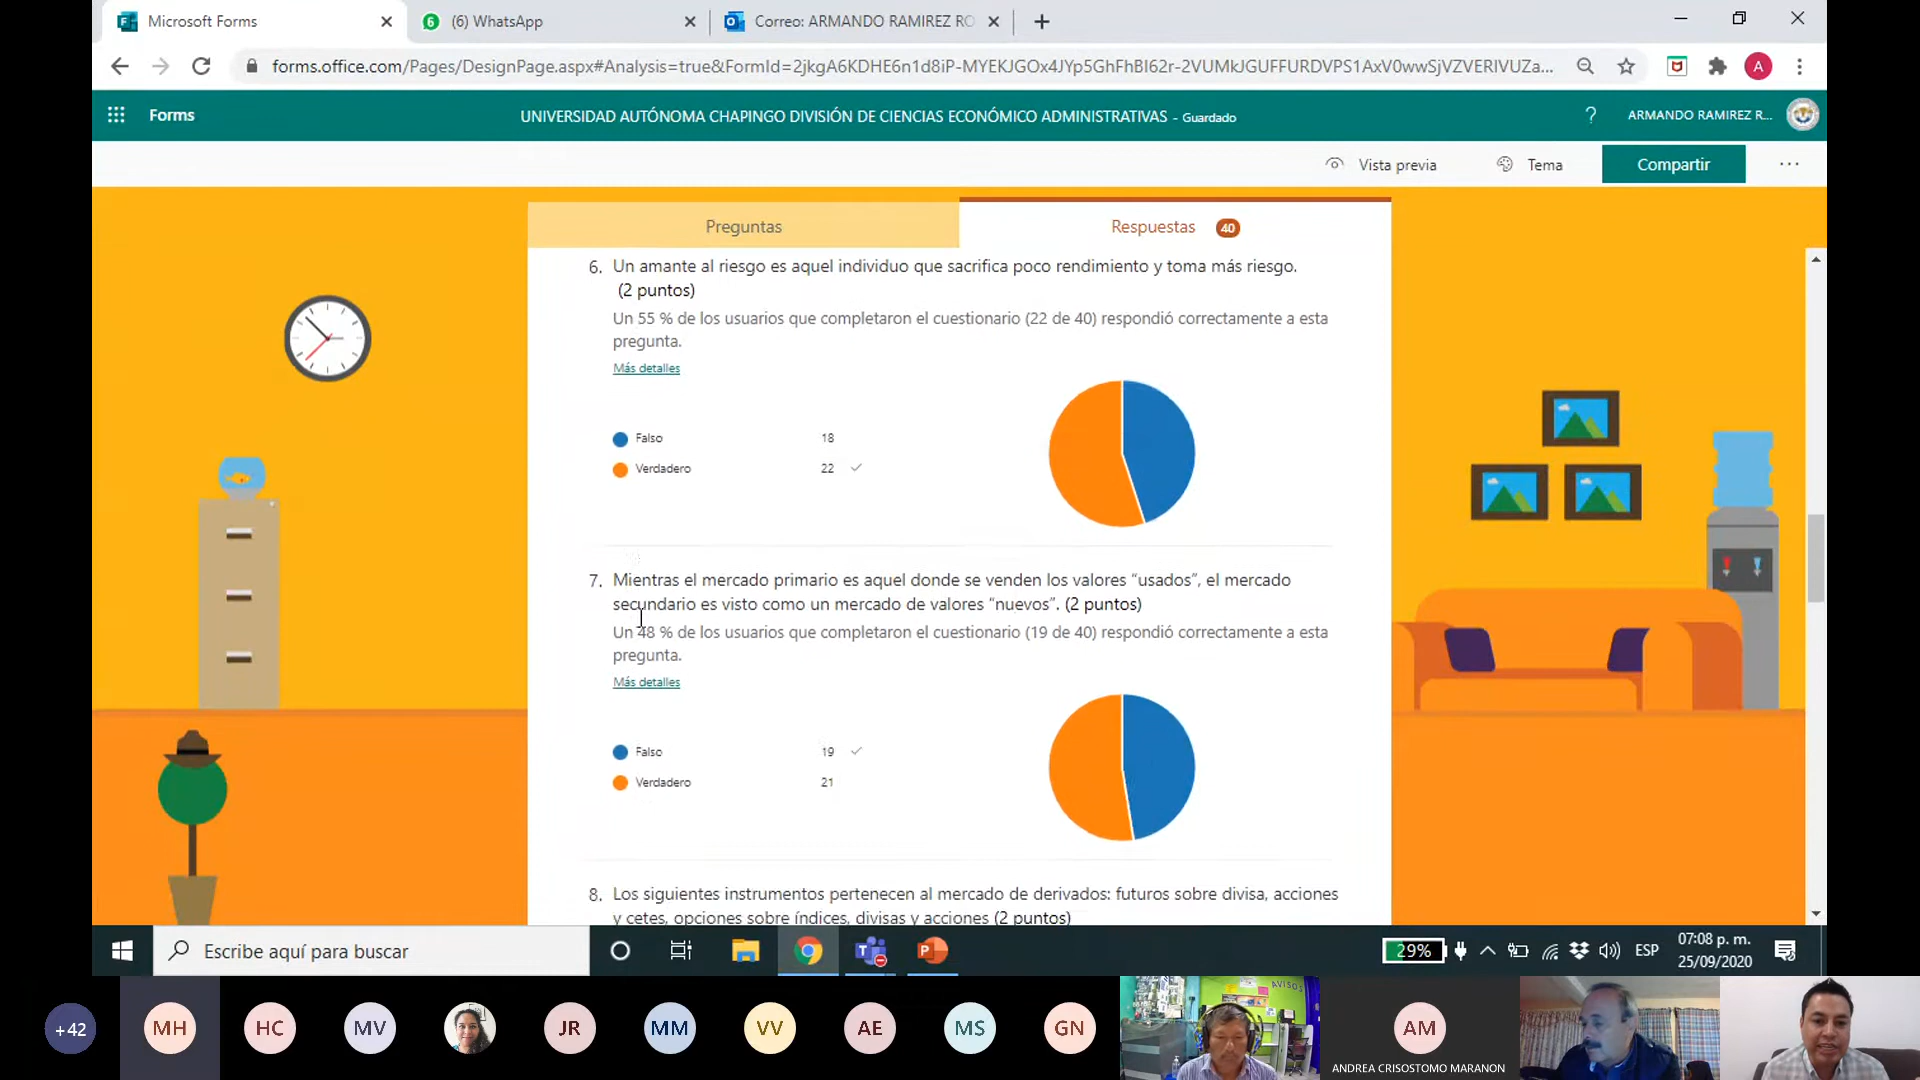 Microsoft Forms
6
(6) WhatsApp
Correo: ARMANDO RAMIREZ RO
forms.office.com/Pages/DesignPage.aspx#Analysis=true&FormId=2jkgA6KDHE6n1d8iP-MYEKJGOx4JYp5GhFhBI62r-2VUMkJGUFFURDVPS1AxV0wwSjVZVERIVUZa...
A
Forms
UNIVERSIDAD AUTÓNOMA CHAPINGO DIVISIÓN DE CIENCIAS ECONÓMICO ADMINISTRATIVAS - Guardado
?
ARMANDO RAMIREZ R...
Vista previa
Tema
Compartir
...
Preguntas
Respuestas 40
6. Un amante al riesgo es aquel individuo que sacrifica poco rendimiento y toma más riesgo.
(2 puntos)
Un 55 % de los usuarios que completaron el cuestionario (22 de 40) respondió correctamente a esta
pregunta.
Más detalles
Falso 18
Verdadero 22
7. Mientras el mercado primario es aquel donde se venden los valores “usados”, el mercado
secundario es visto como un mercado de valores “nuevos”. (2 puntos)
Un 48 % de los usuarios que completaron el cuestionario (19 de 40) respondió correctamente a esta
pregunta.
Más detalles
Falso 19
Verdadero 21
8. Los siguientes instrumentos pertenecen al mercado de derivados: futuros sobre divisa, acciones
y cetes, opciones sobre índices, divisas y acciones (2 puntos)
Escribe aquí para buscar
29%
ESP
07:08 p. m.
25/09/2020
+42
MH
HC
MV
JR
MM
VV
AE
MS
GN
AVISOS
AM
ANDREA CRISOSTOMO MARANON